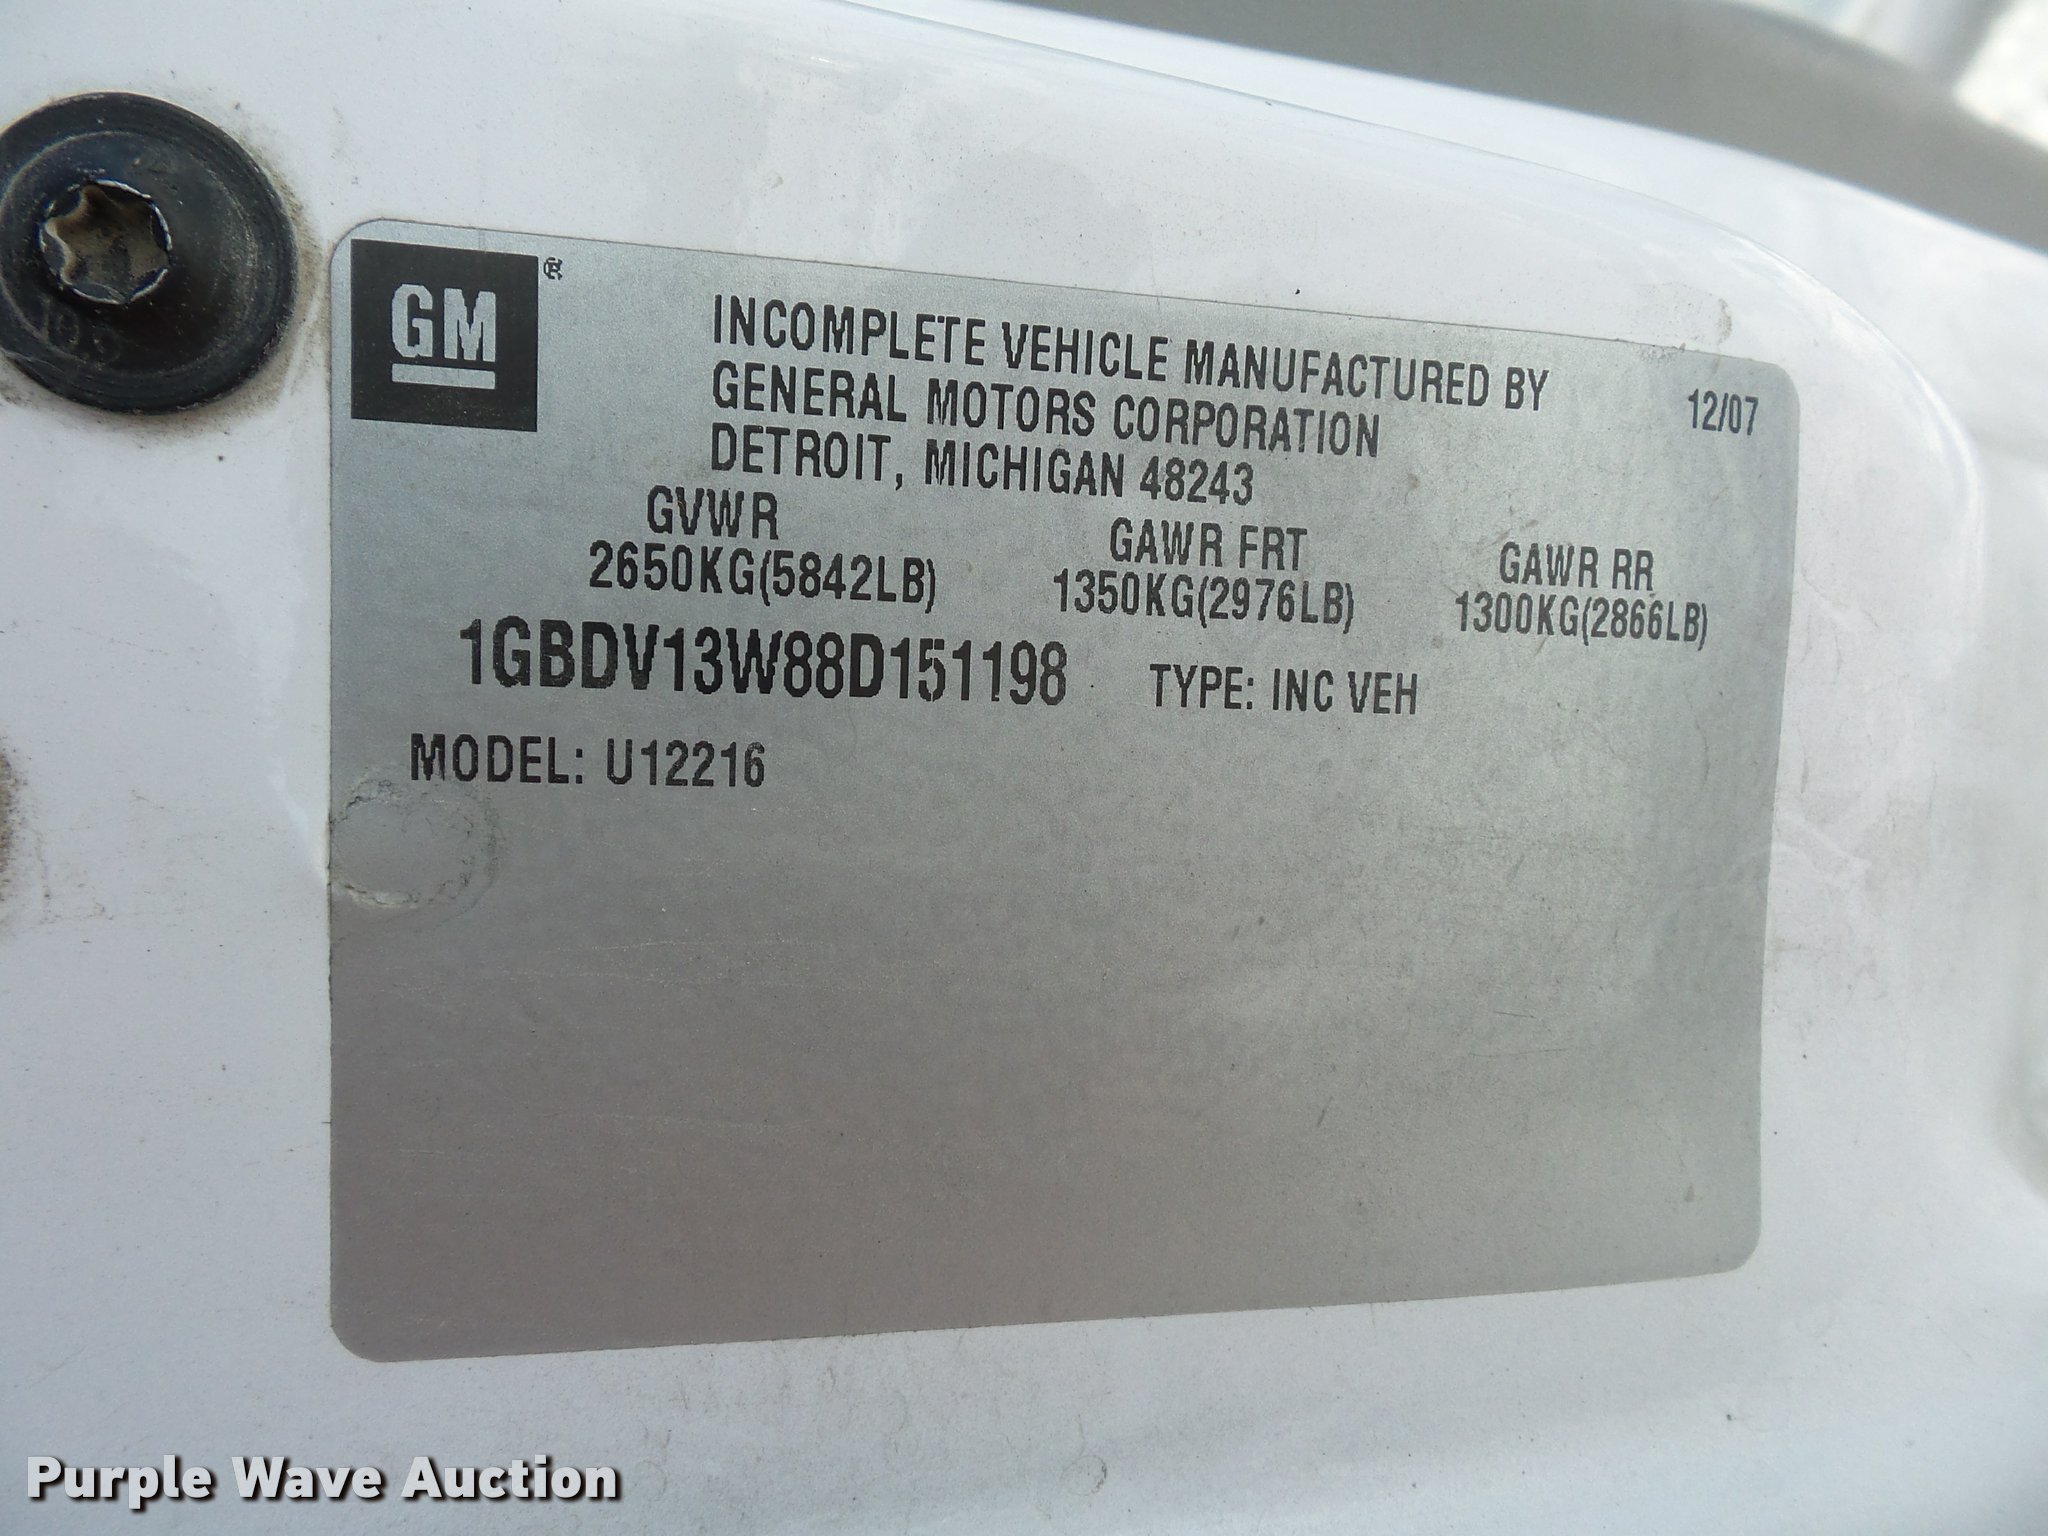 GM ®
INCOMPLETE VEHICLE MANUFACTURED BY
GENERAL MOTORS CORPORATION
DETROIT, MICHIGAN 48243
12/07
GVWR
2650KG(5842LB)
GAWR FRT
1350KG(2976LB)
GAWR RR
1300KG(2866LB)
1GBDV13W88D151198
TYPE: INC VEH
MODEL: U12216
Purple Wave Auction